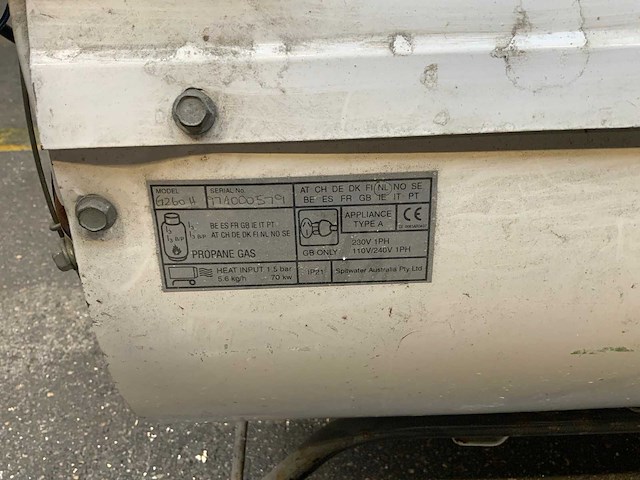 MODEL
G260 H
SERIAL No
AT CH DE DK FI NL NO SE
BE ES FR GB IE IT PT
I3
I3 B/P
BE ES FR GB IE IT PT
AT CH DE DK FI NL NO SE
PROPANE GAS
GB ONLY
APPLIANCE
TYPE A
CE
230V 1PH
110V/240V 1PH
HEAT INPUT 1.5 bar
5.6 kg/h 70 kw
Spitwater Australia Pty.Ltd